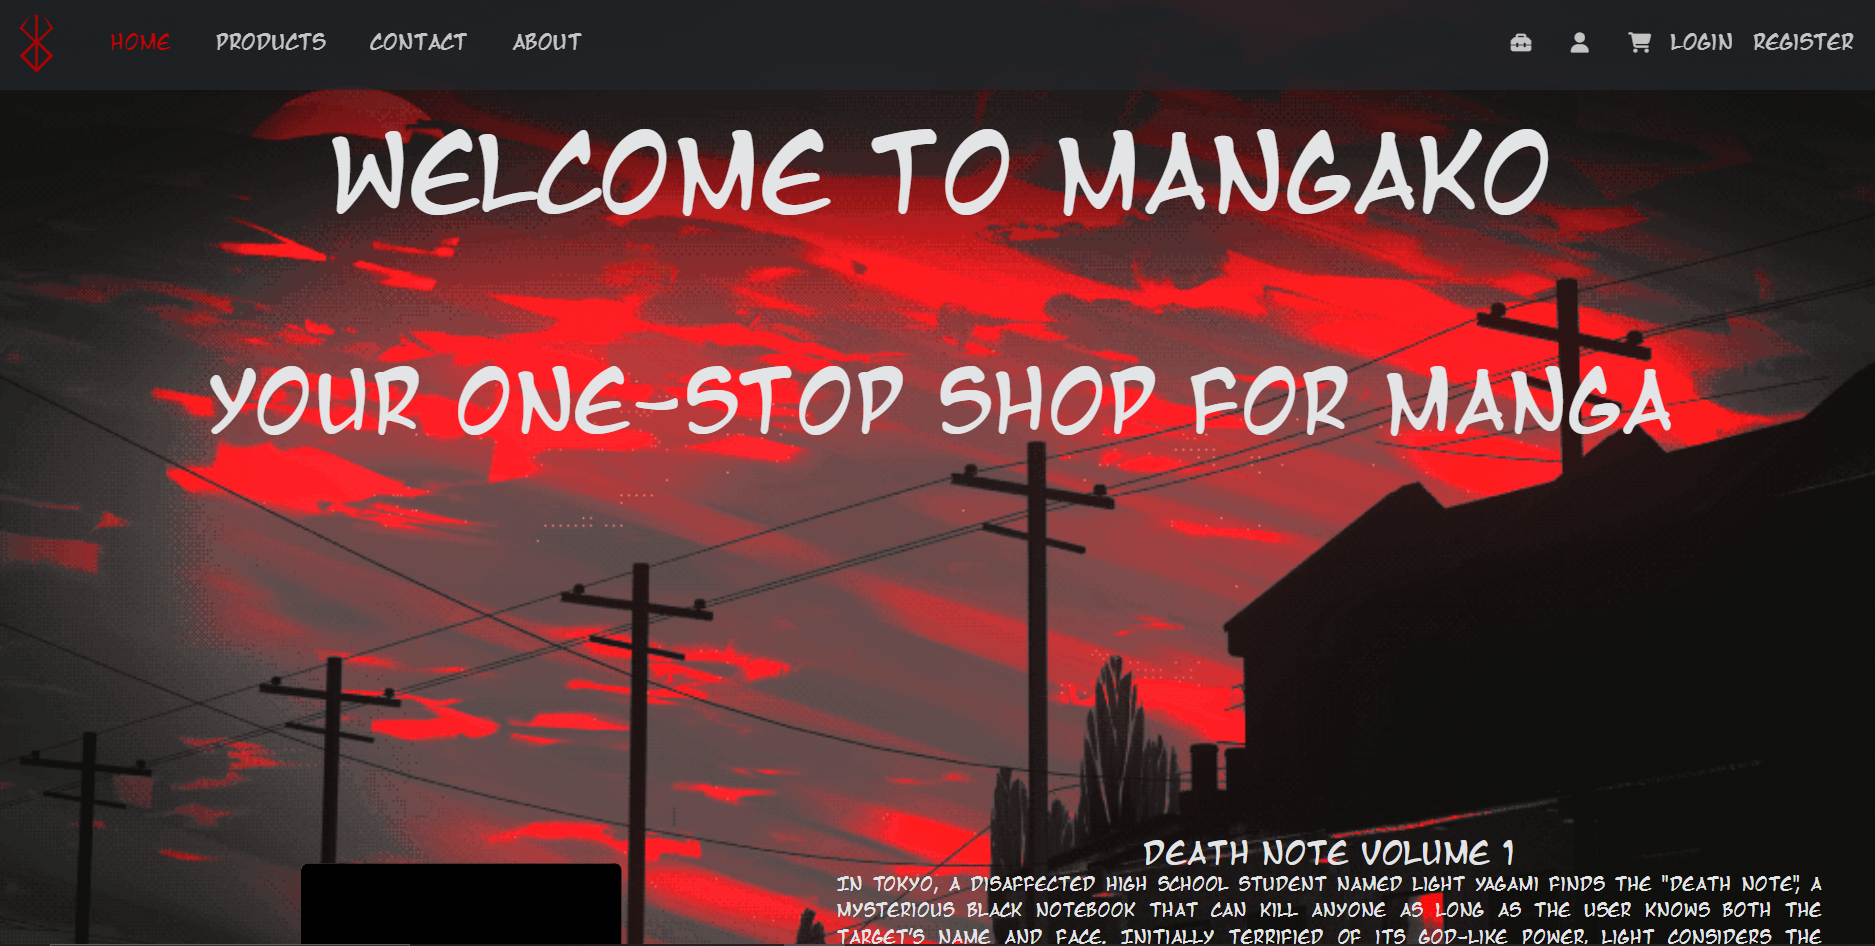 HOME PRODUCTS CONTACT ABOUT LOGIN REGISTER
WELCOME TO MANGAKO
YOUR ONE-STOP SHOP FOR MANGA
DEATH NOTE VOLUME 1
IN TOKYO, A DISAFFECTED HIGH SCHOOL STUDENT NAMED LIGHT YAGAMI FINDS THE "DEATH NOTE", A
MYSTERIOUS BLACK NOTEBOOK THAT CAN KILL ANYONE AS LONG AS THE USER KNOWS BOTH THE
TARGET'S NAME AND FACE. INITIALLY TERRIFIED OF ITS GOD-LIKE POWER, LIGHT CONSIDERS THE